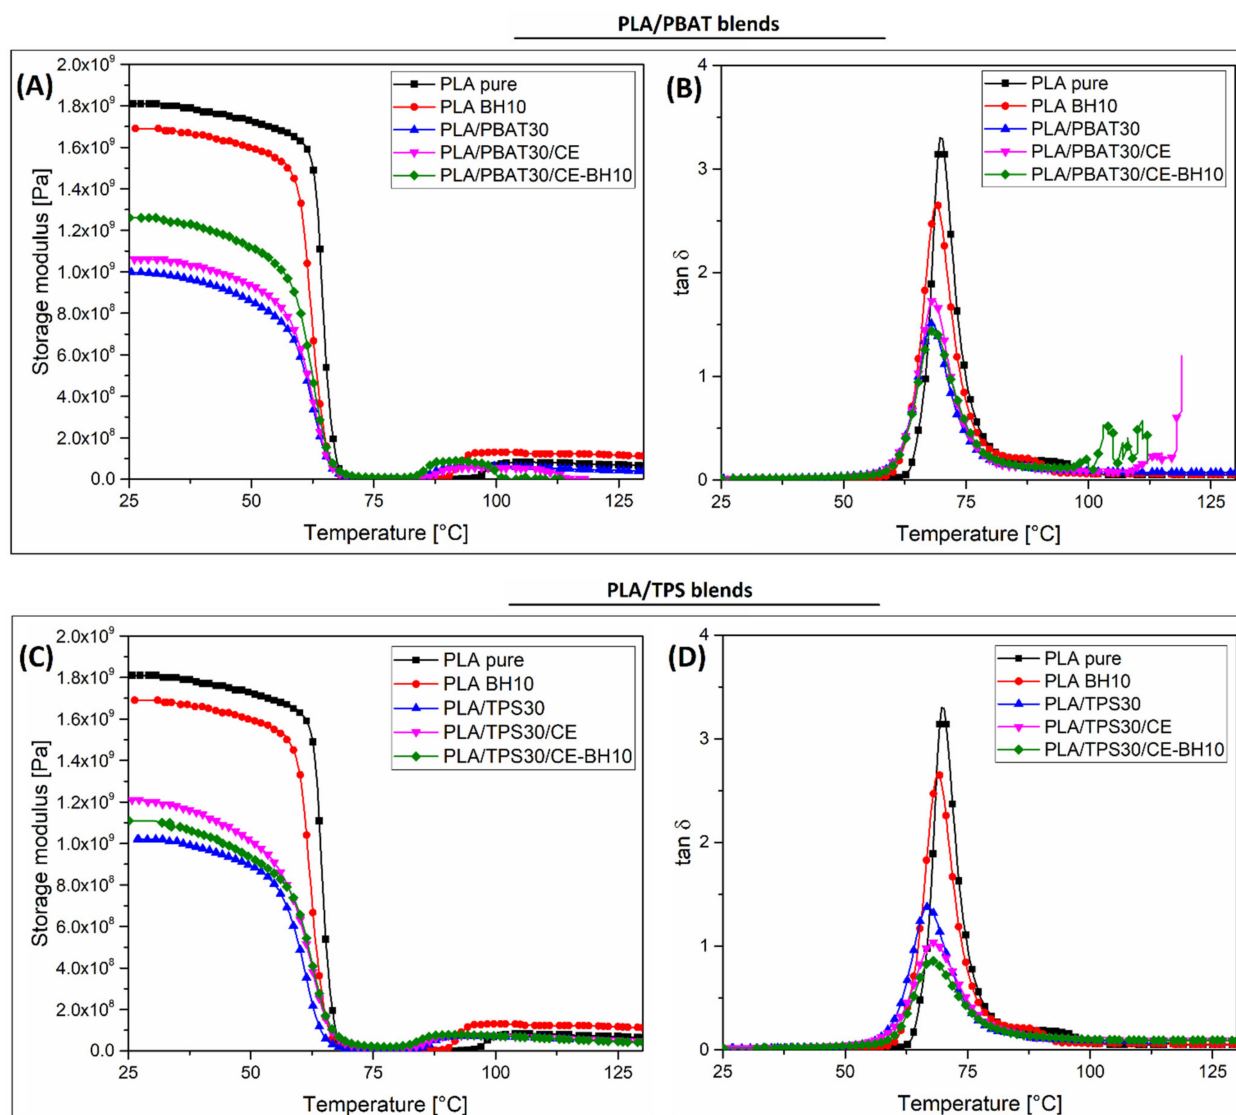 PLA/PBAT blends
(A)
Storage modulus [Pa]
2.0x10⁹
1.8x10⁹
1.6x10⁹
1.4x10⁹
1.2x10⁹
1.0x10⁹
8.0x10⁸
6.0x10⁸
4.0x10⁸
2.0x10⁸
0.0
25 50 75 100 125
Temperature [°C]
PLA pure
PLA BH10
PLA/PBAT30
PLA/PBAT30/CE
PLA/PBAT30/CE-BH10
(B)
tan δ
4
3
2
1
0
25 50 75 100 125
Temperature [°C]
PLA pure
PLA BH10
PLA/PBAT30
PLA/PBAT30/CE
PLA/PBAT30/CE-BH10
PLA/TPS blends
(C)
Storage modulus [Pa]
2.0x10⁹
1.8x10⁹
1.6x10⁹
1.4x10⁹
1.2x10⁹
1.0x10⁹
8.0x10⁸
6.0x10⁸
4.0x10⁸
2.0x10⁸
0.0
25 50 75 100 125
Temperature [°C]
PLA pure
PLA BH10
PLA/TPS30
PLA/TPS30/CE
PLA/TPS30/CE-BH10
(D)
tan δ
4
3
2
1
0
25 50 75 100 125
Temperature [°C]
PLA pure
PLA BH10
PLA/TPS30
PLA/TPS30/CE
PLA/TPS30/CE-BH10